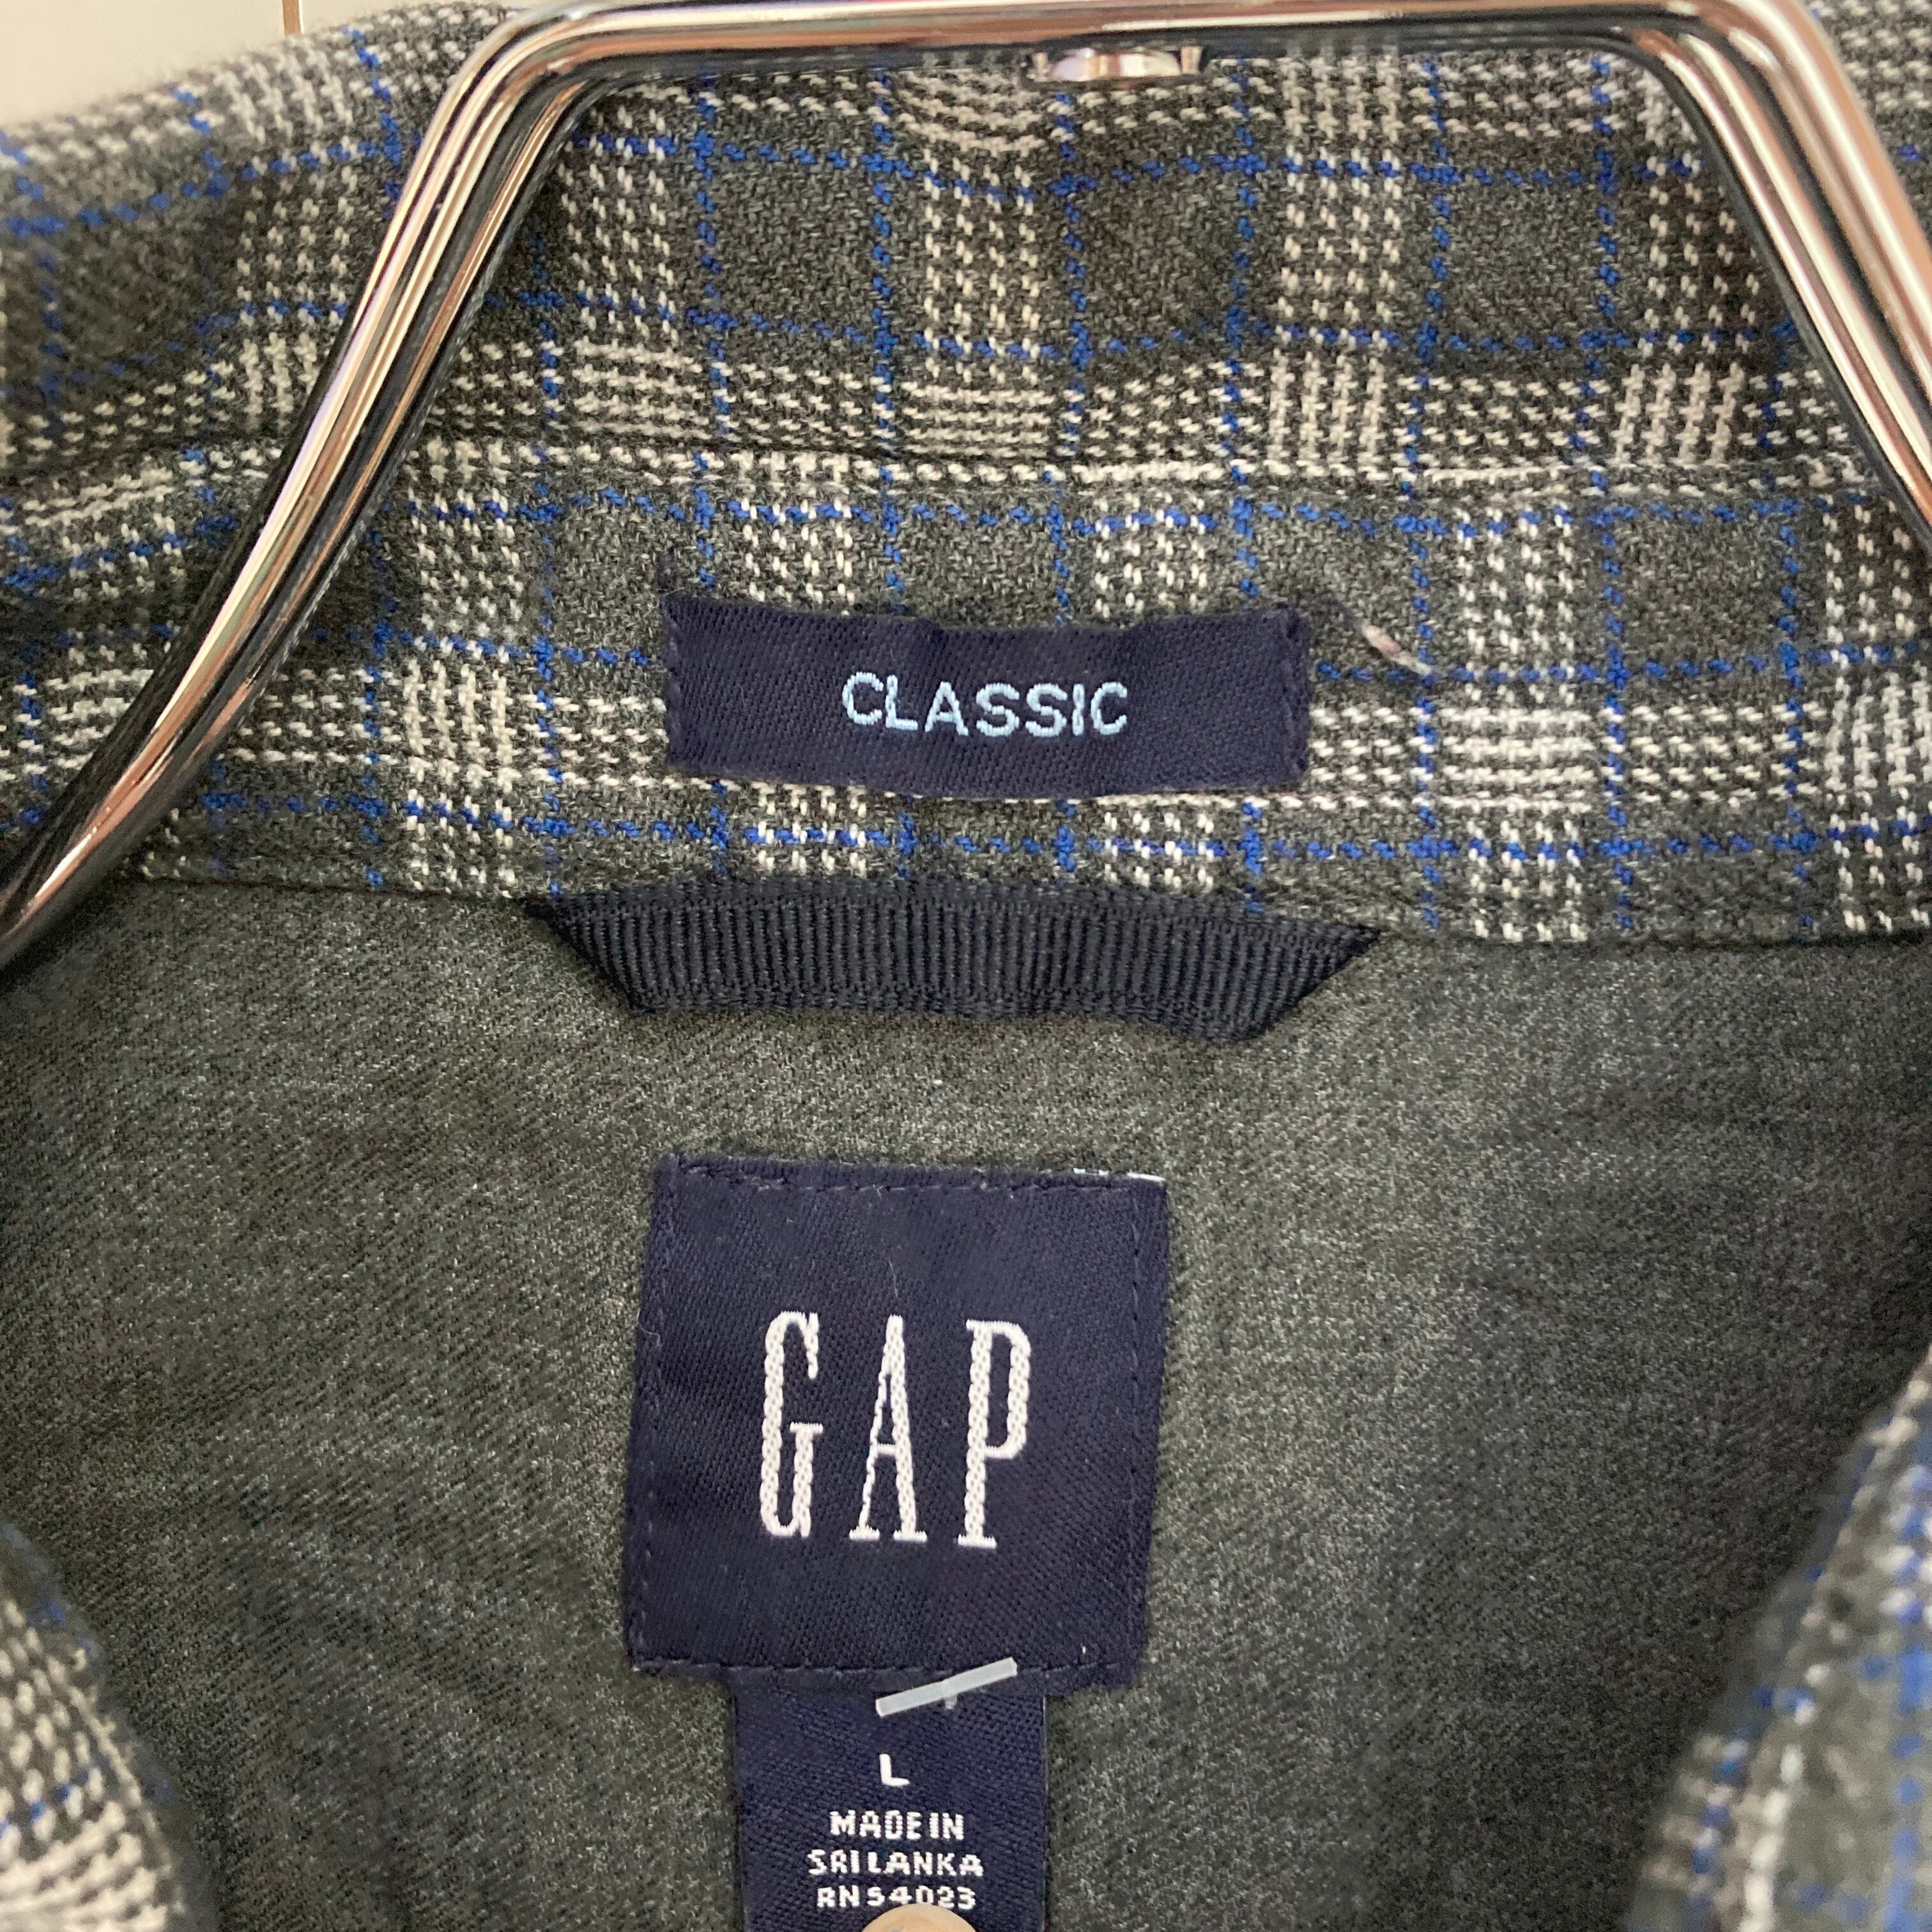 CLASSIC
GAP
L
MADE IN
SRI LANKA
RN 54023